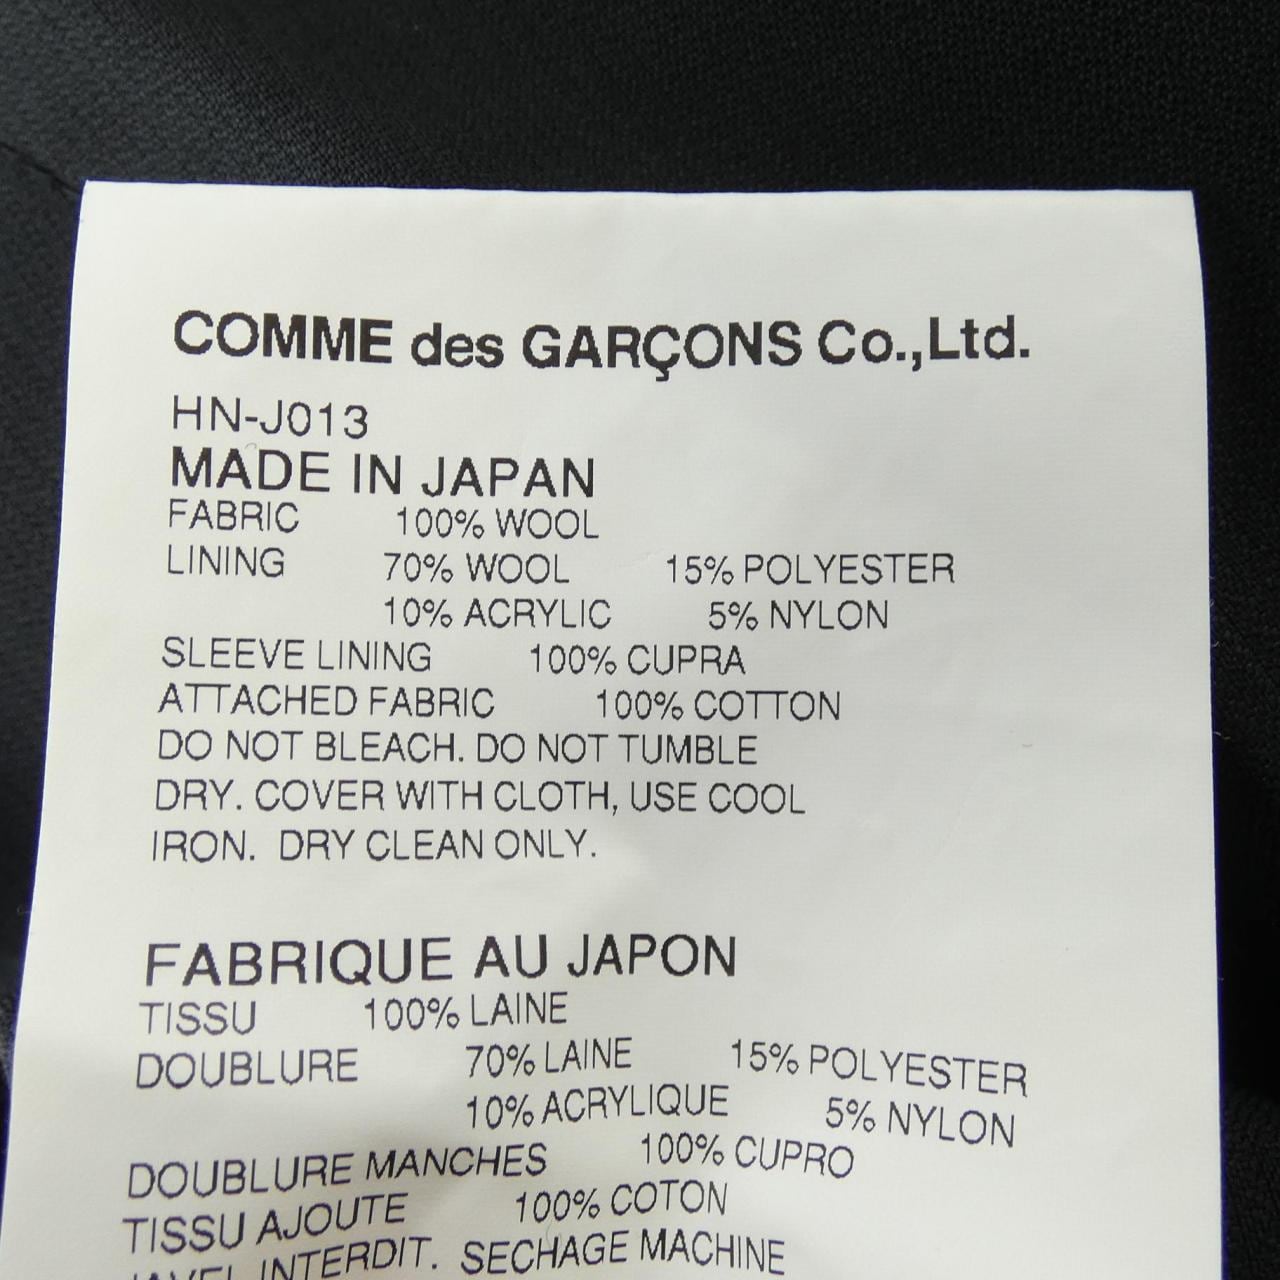 COMME des GARÇONS Co.,Ltd.
HN-J013
MADE IN JAPAN
FABRIC 100% WOOL
LINING 70% WOOL 15% POLYESTER
10% ACRYLIC 5% NYLON
SLEEVE LINING 100% CUPRA
ATTACHED FABRIC 100% COTTON
DO NOT BLEACH. DO NOT TUMBLE
DRY. COVER WITH CLOTH, USE COOL
IRON. DRY CLEAN ONLY.
FABRIQUE AU JAPON
TISSU 100% LAINE
DOUBLURE 70% LAINE 15% POLYESTER
10% ACRYLIQUE 5% NYLON
DOUBLURE MANCHES 100% CUPRO
TISSU AJOUTE 100% COTON
INTERDIT. SECHAGE MACHINE